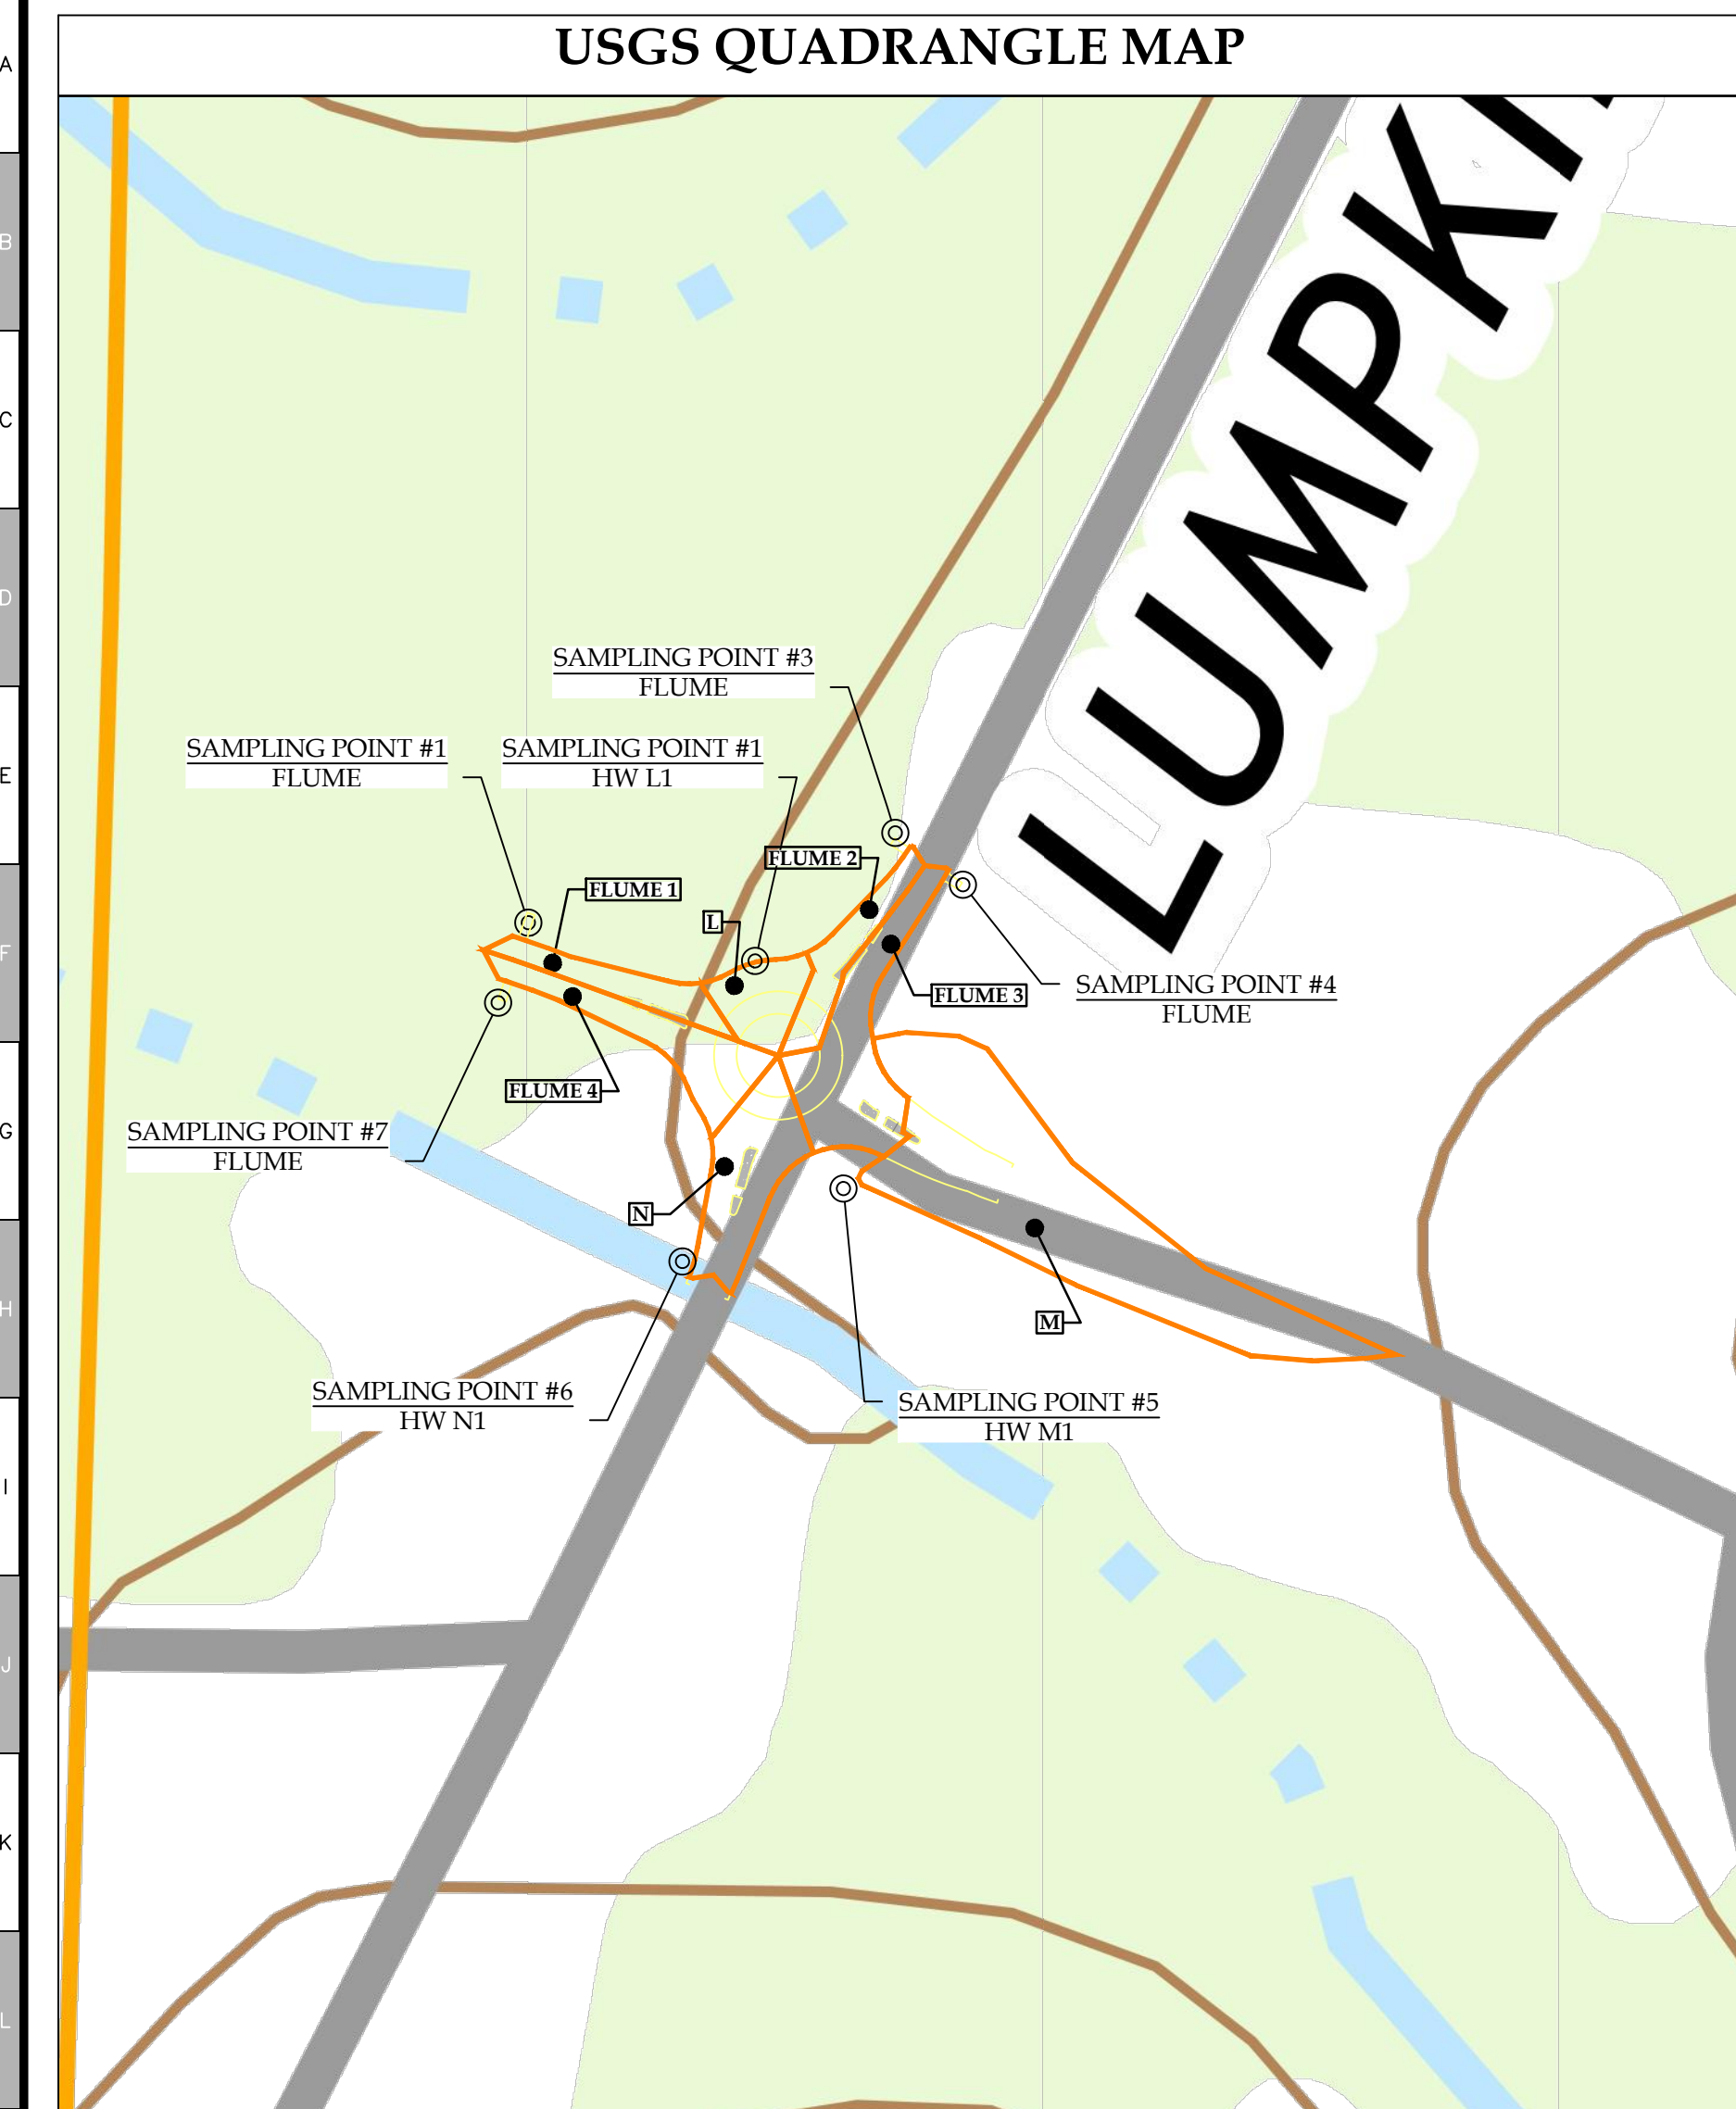 USGS QUADRANGLE MAP
A
B
C
D
E
F
G
H
I
J
K
L
LUMPK
SAMPLING POINT #3
FLUME
SAMPLING POINT #1
FLUME
SAMPLING POINT #1
HW L1
FLUME 2
FLUME 1
L
SAMPLING POINT #4
FLUME
FLUME 3
FLUME 4
SAMPLING POINT #7
FLUME
N
M
SAMPLING POINT #6
HW N1
SAMPLING POINT #5
HW M1